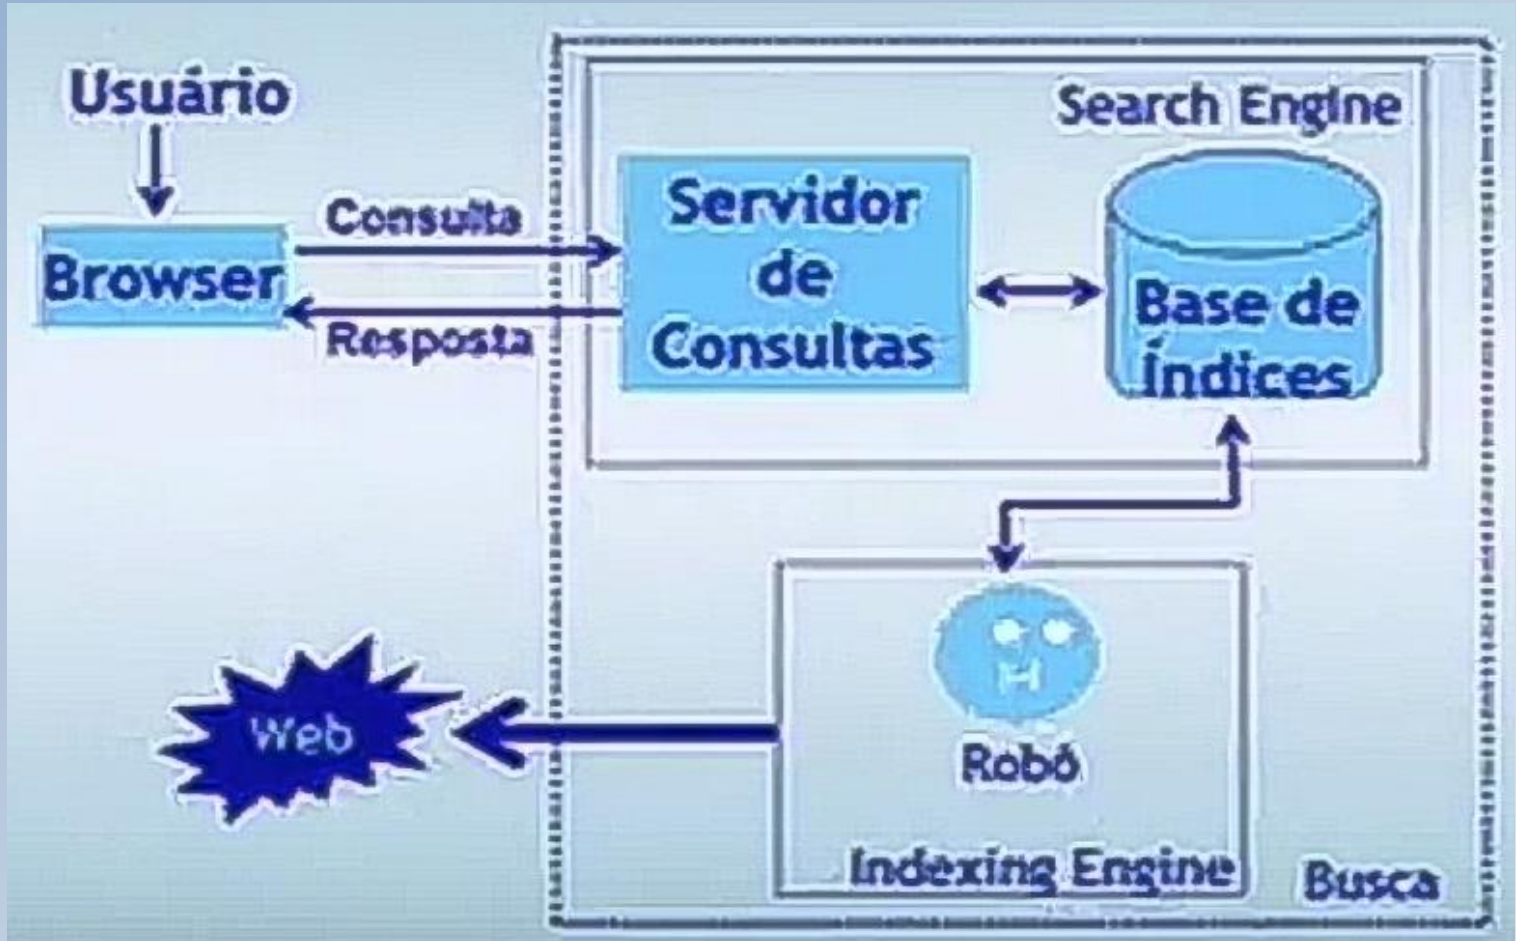 Usuário
Browser
Consulta
Resposta
Search Engine
Servidor
de
Consultas
Base de
Índices
Web
Robô
Indexing Engine
Busca